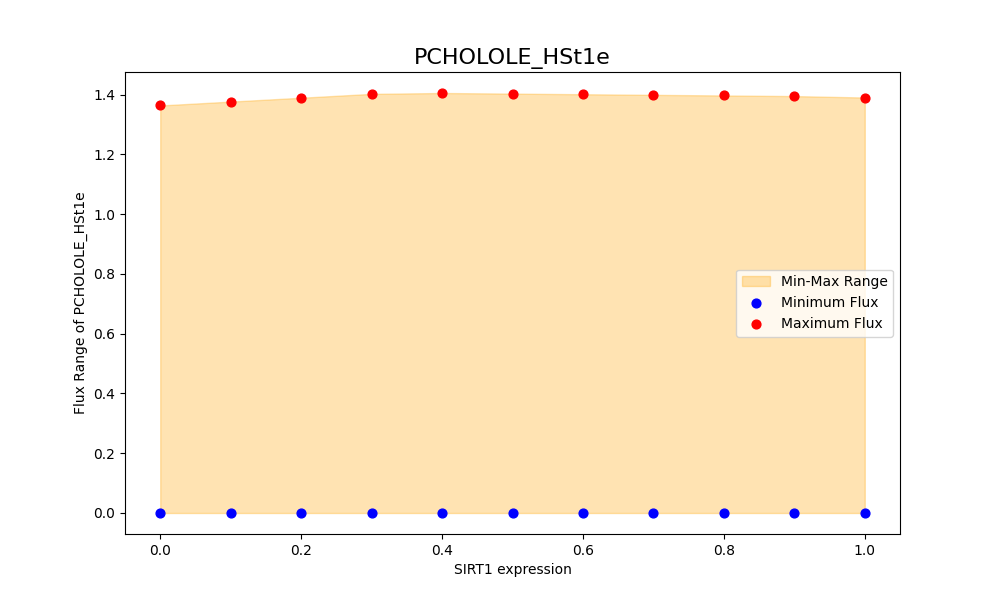 PCHOLOLE_HSt1e
Flux Range of PCHOLOLE_HSt1e
1.4
1.2
1.0
0.8
0.6
0.4
0.2
0.0
Min-Max Range
Minimum Flux
Maximum Flux
0.0 0.2 0.4 0.6 0.8 1.0
SIRT1 expression